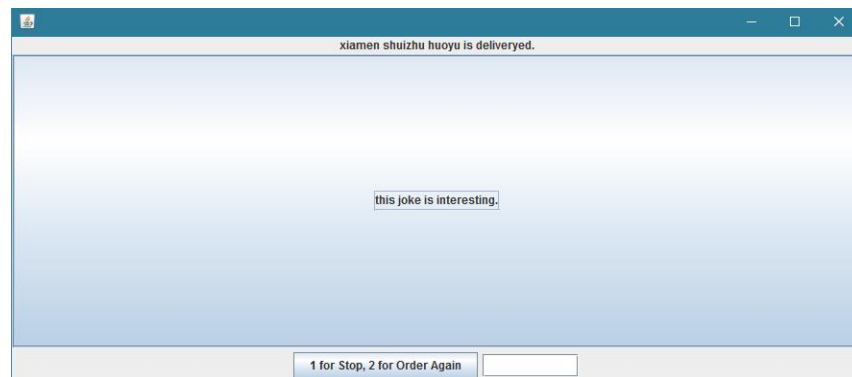 xiamen shuizhu huoyu is deliveryed.
this joke is interesting.
1 for Stop, 2 for Order Again